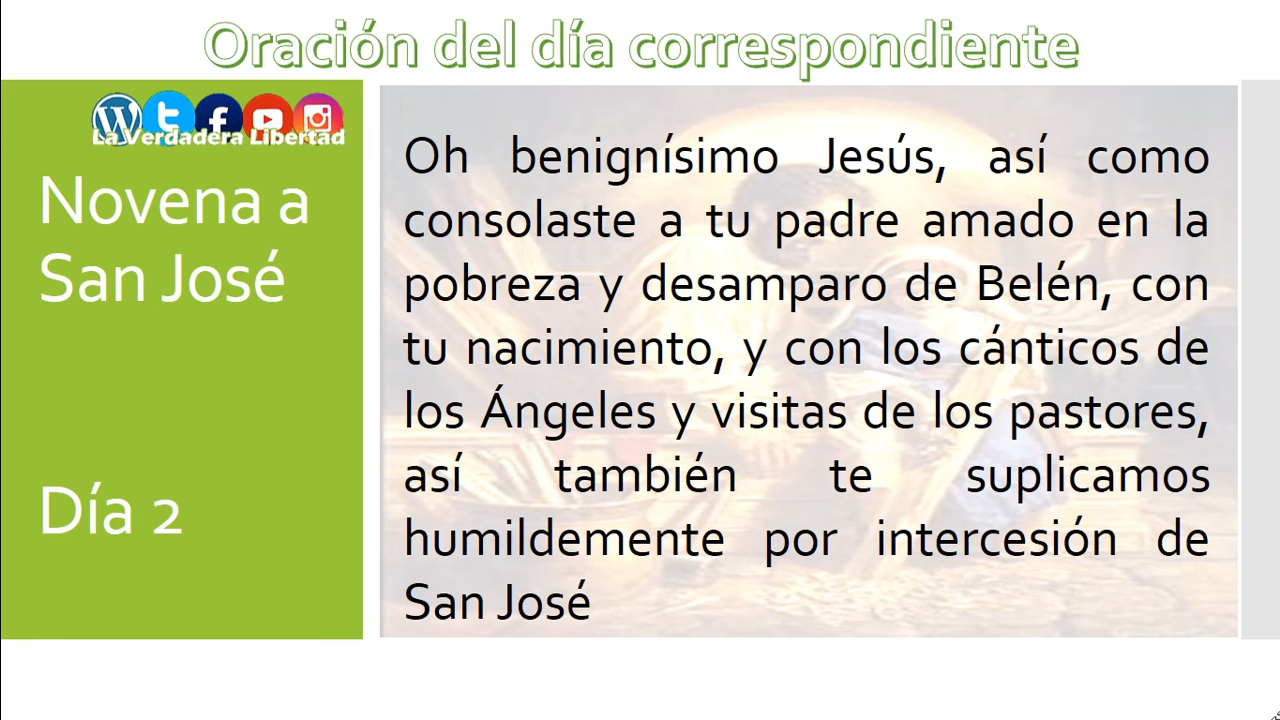 Oración del día correspondiente
La Verdadera Libertad
Novena a
San José
Día 2
Oh benignísimo Jesús, así como
consolaste a tu padre amado en la
pobreza y desamparo de Belén, con
tu nacimiento, y con los cánticos de
los Ángeles y visitas de los pastores,
así también te suplicamos
humildemente por intercesión de
San José